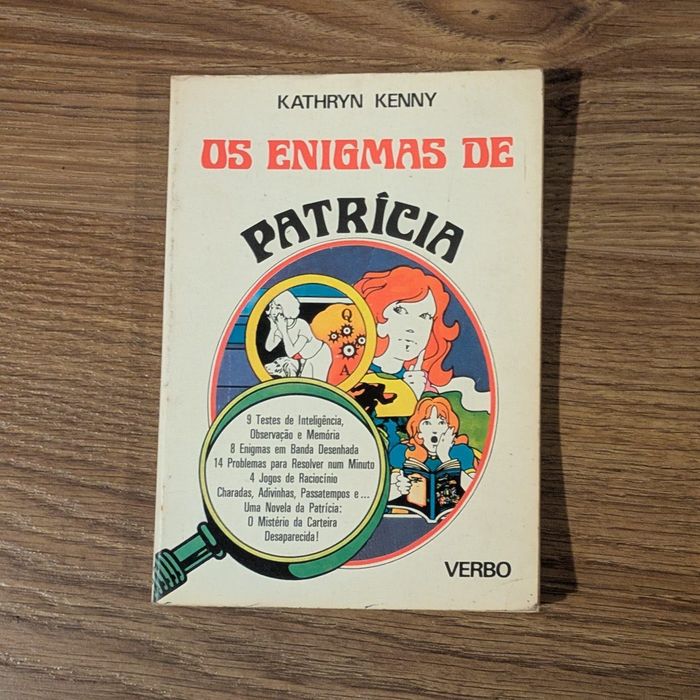 KATHRYN KENNY
OS ENIGMAS DE
PATRÍCIA
Q
A
9 Testes de Inteligência,
Observação e Memória
8 Enigmas em Banda Desenhada
14 Problemas para Resolver num Minuto
4 Jogos de Raciocínio
Charadas, Adivinhas, Passatempos e ...
Uma Novela da Patrícia:
O Mistério da Carteira
Desaparecida!
VERBO